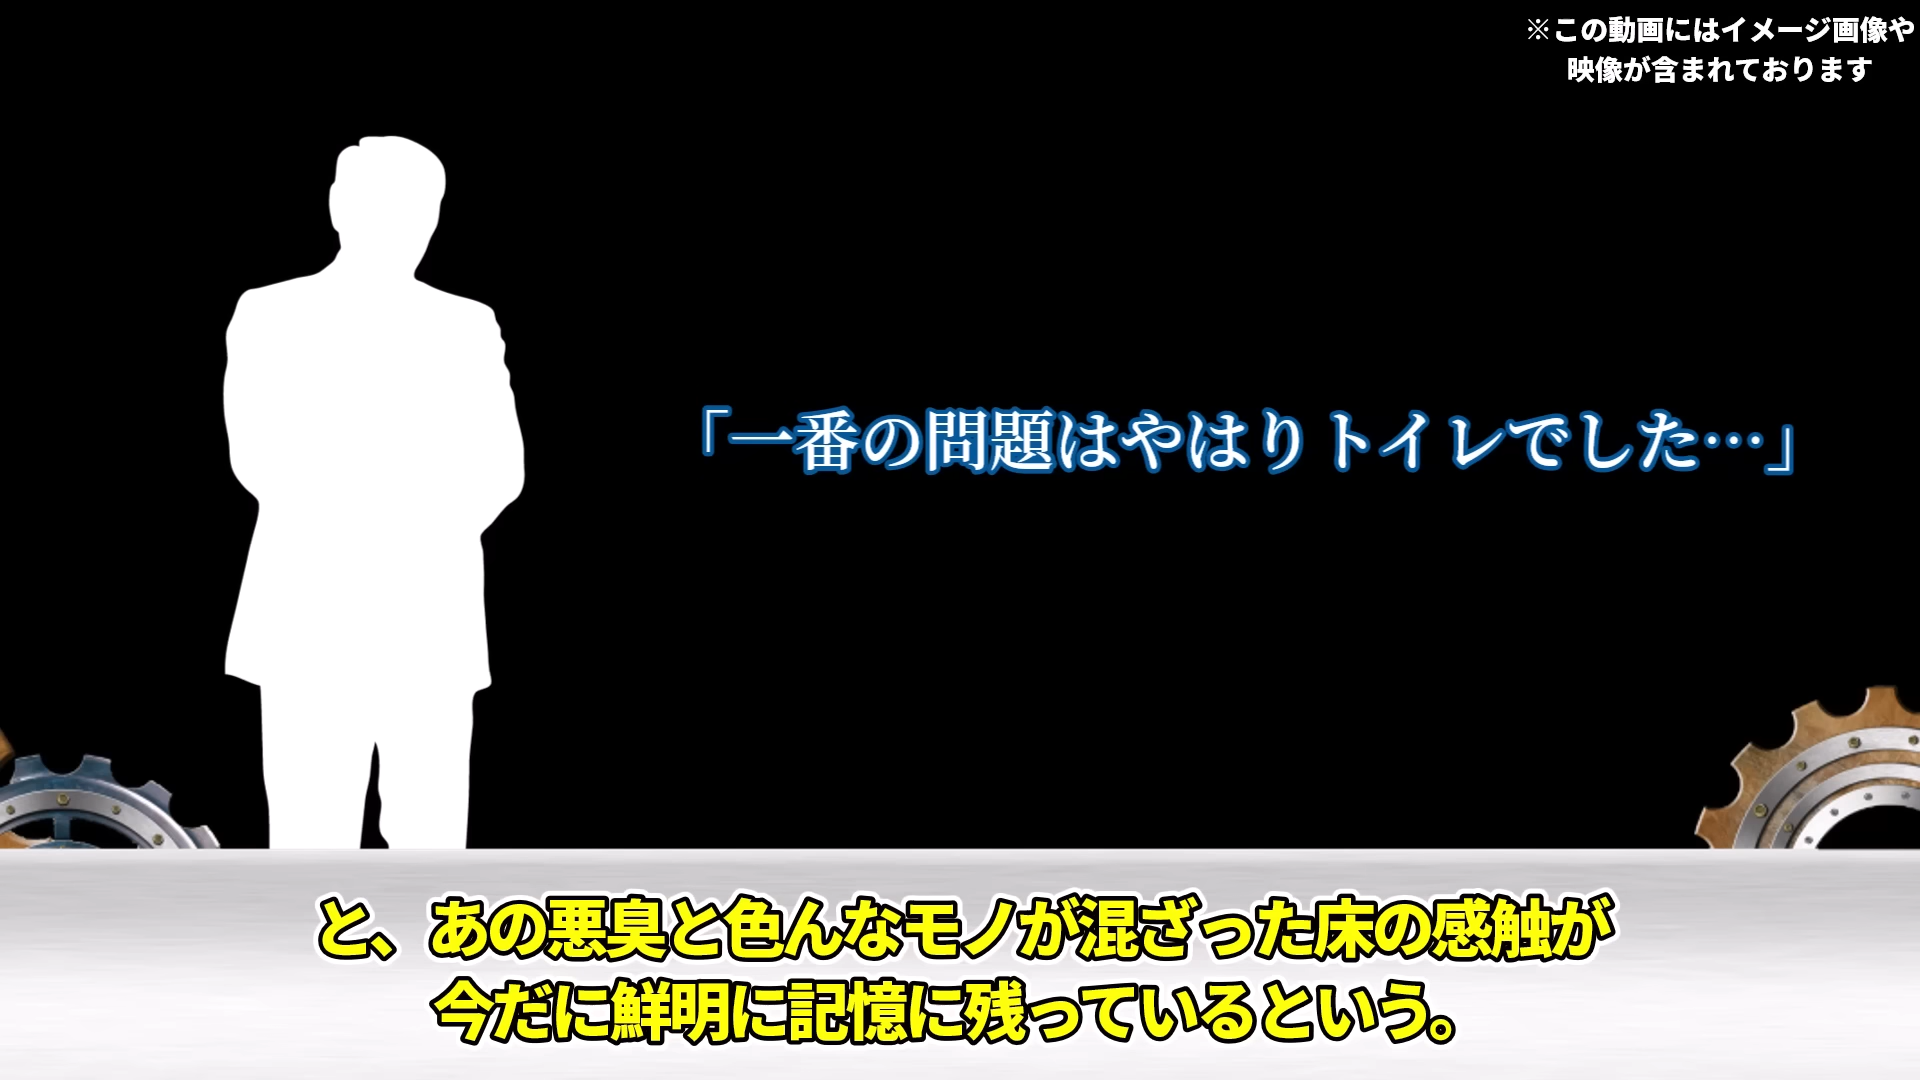 ※この動画にはイメージ画像や
映像が含まれております
「一番の問題はやはりトイレでした…」
と、あの悪臭と色んなモノが混ざった床の感触が
今だに鮮明に記憶に残っているという。